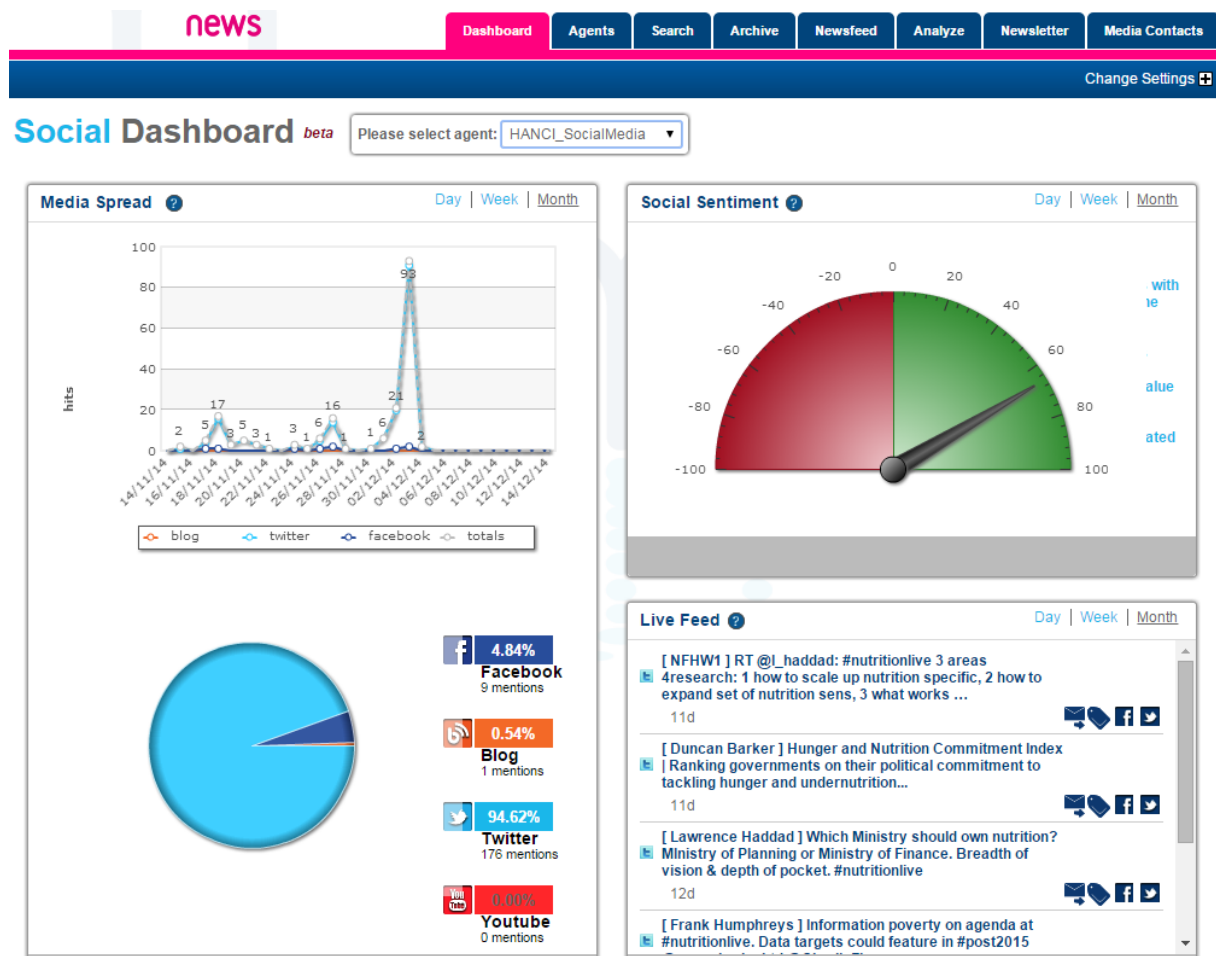 news
Dashboard
Agents
Search
Archive
Newsfeed
Analyze
Newsletter
Media Contacts
Change Settings
Social Dashboard beta
Please select agent: HANCI_SocialMedia
Media Spread ?
Day | Week | Month
100
80
60
40
20
0
hits
2
5
17
3
5
3
1
3
1
6
16
1
1
6
21
93
2
14/11/14
16/11/14
18/11/14
20/11/14
22/11/14
24/11/14
26/11/14
28/11/14
30/11/14
02/12/14
04/12/14
06/12/14
08/12/14
10/12/14
12/12/14
14/12/14
blog
twitter
facebook
totals
4.84%
Facebook
9 mentions
0.54%
Blog
1 mentions
94.62%
Twitter
176 mentions
You
Tube
0.00%
Youtube
0 mentions
Social Sentiment ?
Day | Week | Month
-100
-80
-60
-40
-20
0
20
40
60
80
100
with
alue
ated
Live Feed ?
Day | Week | Month
[ NFHW1 ] RT @l_haddad: #nutritionlive 3 areas
4research: 1 how to scale up nutrition specific, 2 how to
expand set of nutrition sens, 3 what works …
11d
[ Duncan Barker ] Hunger and Nutrition Commitment Index
| Ranking governments on their political commitment to
tackling hunger and undernutrition...
11d
[ Lawrence Haddad ] Which Ministry should own nutrition?
MInistry of Planning or Ministry of Finance. Breadth of
vision & depth of pocket. #nutritionlive
12d
[ Frank Humphreys ] Information poverty on agenda at
#nutritionlive. Data targets could feature in #post2015